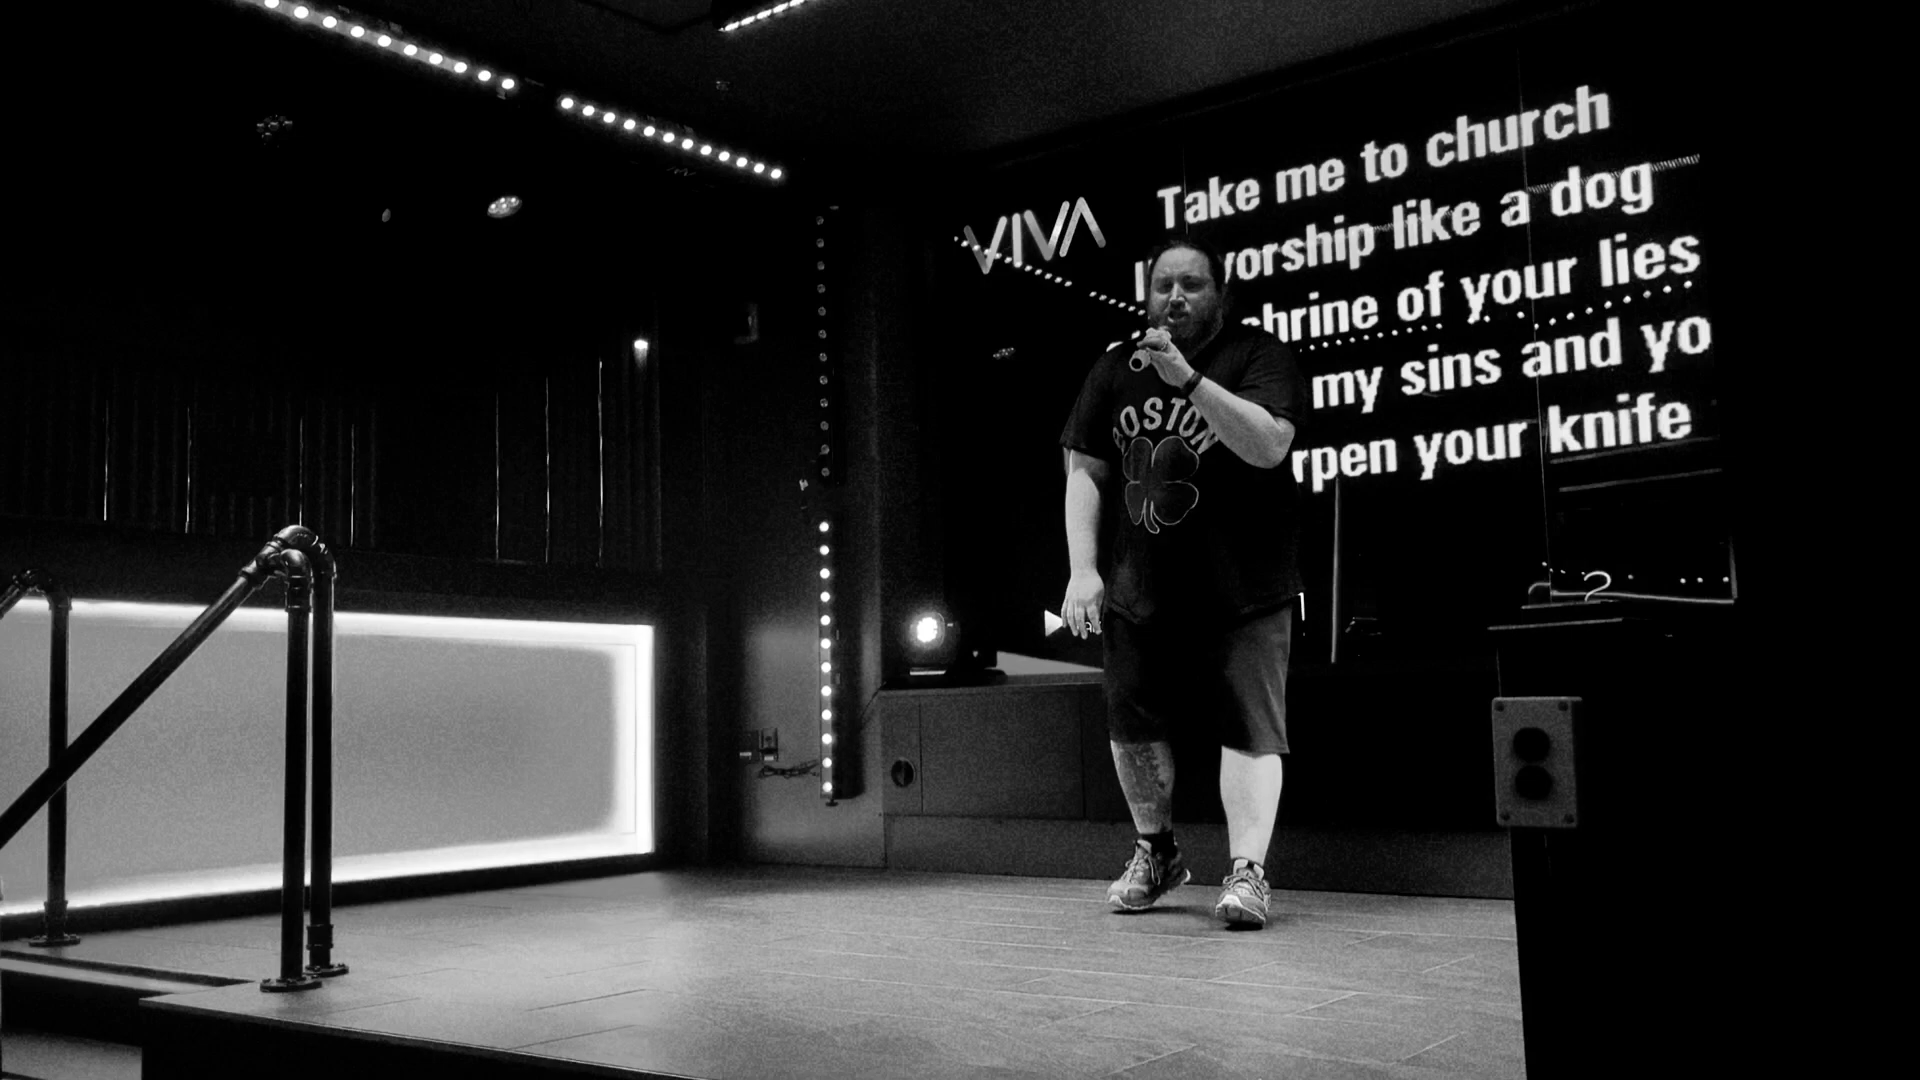 VIVA
Take me to church
worship like a dog
shrine of your lies
my sins and yo
rpen your knife
BOSTON